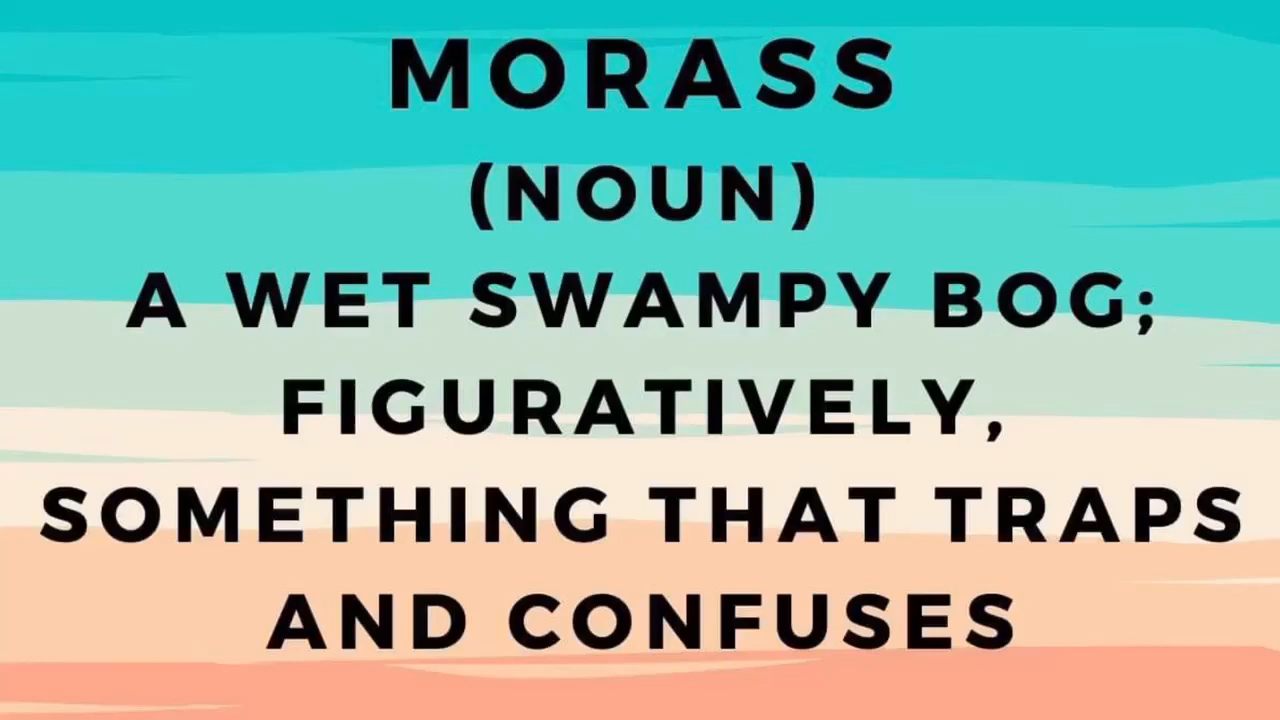 MORASS
(NOUN)
A WET SWAMPY BOG;
FIGURATIVELY,
SOMETHING THAT TRAPS
AND CONFUSES